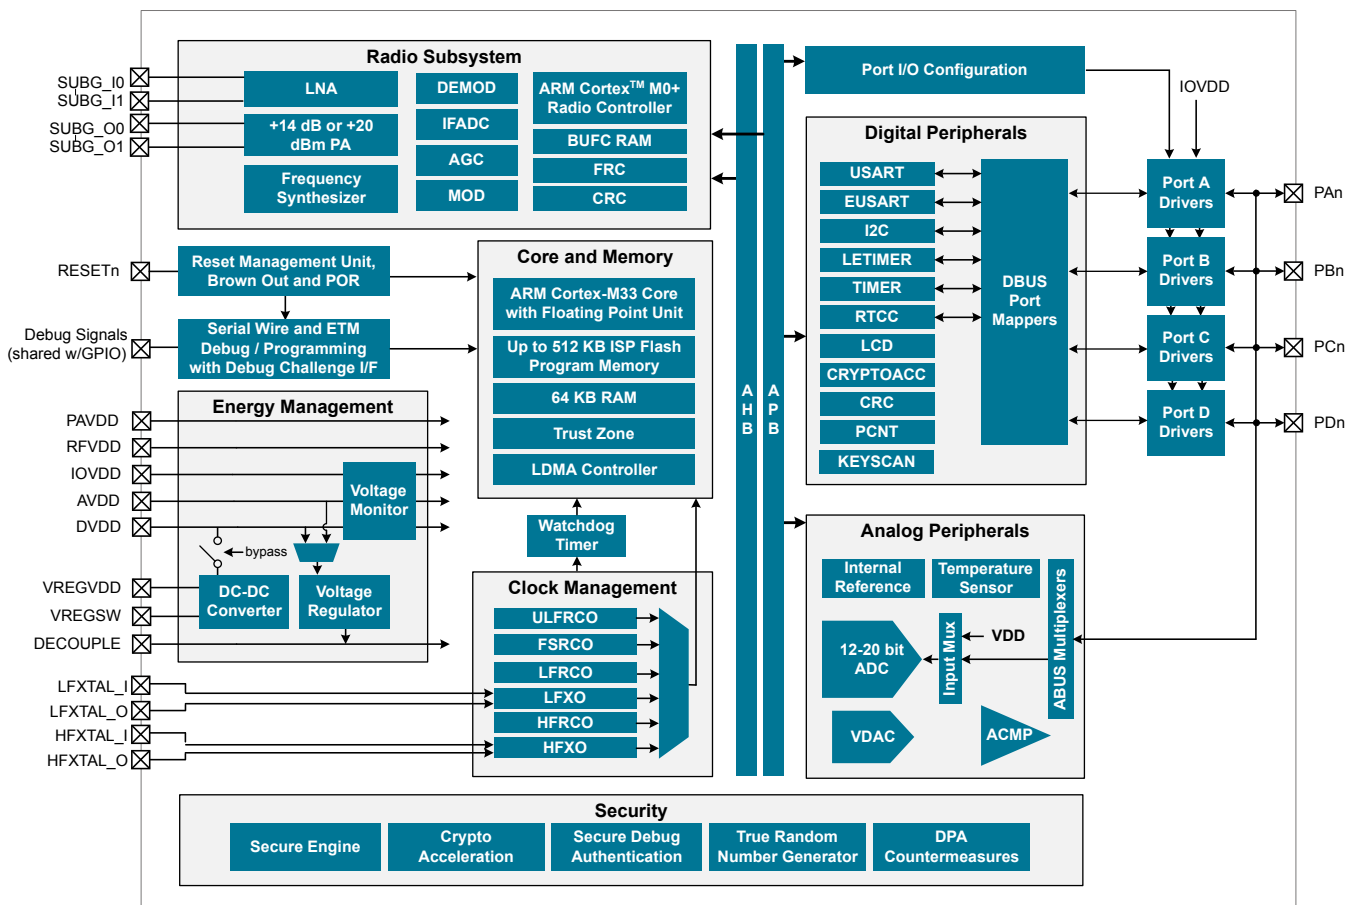 Radio Subsystem
SUBG_I0
SUBG_I1
SUBG_O0
SUBG_O1
LNA
+14 dB or +20
dBm PA
Frequency
Synthesizer
DEMOD
IFADC
AGC
MOD
ARM Cortex™ M0+
Radio Controller
BUFC RAM
FRC
CRC
RESETn
Reset Management Unit,
Brown Out and POR
Debug Signals
(shared w/GPIO)
Serial Wire and ETM
Debug / Programming
with Debug Challenge I/F
Core and Memory
ARM Cortex-M33 Core
with Floating Point Unit
Up to 512 KB ISP Flash
Program Memory
64 KB RAM
Trust Zone
LDMA Controller
Energy Management
PAVDD
RFVDD
IOVDD
AVDD
DVDD
VREGVDD
VREGSW
DECOUPLE
Voltage
Monitor
bypass
DC-DC
Converter
Voltage
Regulator
Watchdog
Timer
Clock Management
ULFRCO
FSRCO
LFRCO
LFXO
HFRCO
HFXO
LFXTAL_I
LFXTAL_O
HFXTAL_I
HFXTAL_O
AHB
APB
Port I/O Configuration
IOVDD
Digital Peripherals
USART
EUSART
I2C
LETIMER
TIMER
RTCC
LCD
CRYPTOACC
CRC
PCNT
KEYSCAN
DBUS
Port
Mappers
Port A
Drivers
Port B
Drivers
Port C
Drivers
Port D
Drivers
PAn
PBn
PCn
PDn
Analog Peripherals
Internal
Reference
Temperature
Sensor
12-20 bit
ADC
Input Mux
VDD
ABUS Multiplexers
VDAC
ACMP
Security
Secure Engine
Crypto
Acceleration
Secure Debug
Authentication
True Random
Number Generator
DPA
Countermeasures